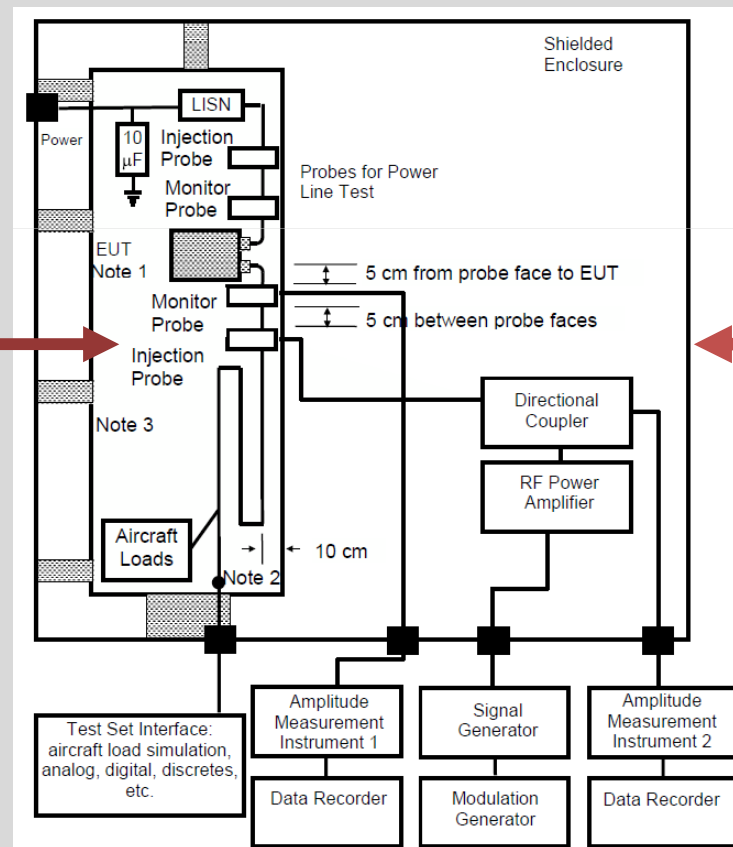 Shielded
Enclosure
LISN
Power
10
µF
Injection
Probe
Monitor
Probe
Probes for Power
Line Test
EUT
Note 1
5 cm from probe face to EUT
Monitor
Probe
5 cm between probe faces
Injection
Probe
Directional
Coupler
Note 3
RF Power
Amplifier
Aircraft
Loads
10 cm
Note 2
Test Set Interface:
aircraft load simulation,
analog, digital, discretes,
etc.
Amplitude
Measurement
Instrument 1
Signal
Generator
Amplitude
Measurement
Instrument 2
Data Recorder
Modulation
Generator
Data Recorder